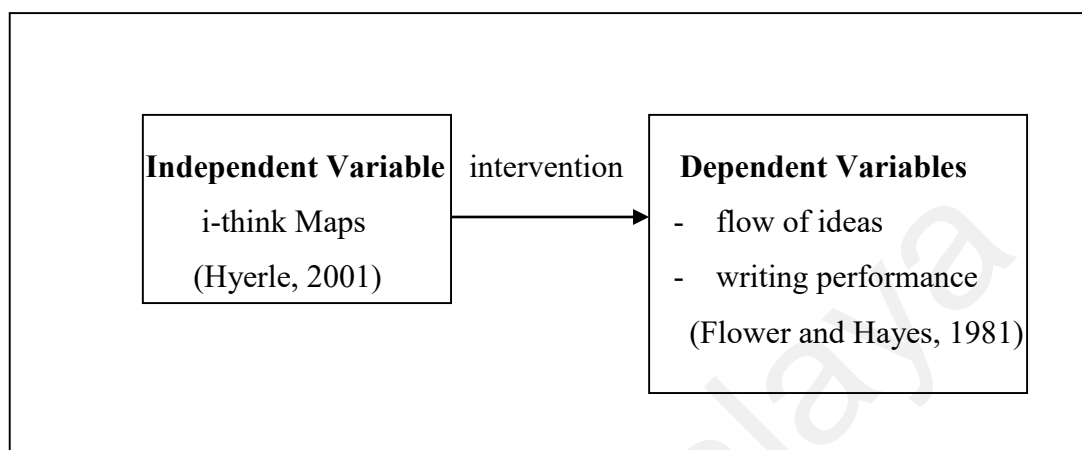 Independent Variable
i-think Maps
(Hyerle, 2001)
intervention
Dependent Variables
- flow of ideas
- writing performance
(Flower and Hayes, 1981)